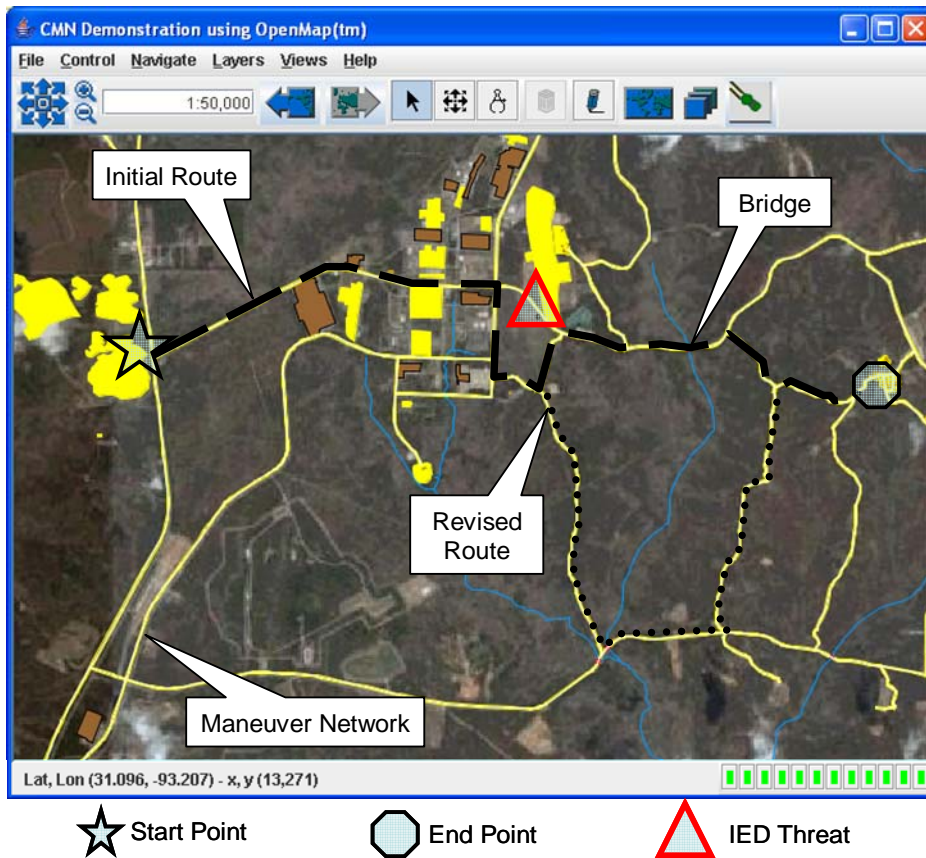 CMN Demonstration using OpenMap(tm)
File Control Navigate Layers Views Help
1:50,000
Initial Route
Bridge
Revised
Route
Maneuver Network
Lat, Lon (31.096, -93.207) - x, y (13,271)
Start Point End Point IED Threat